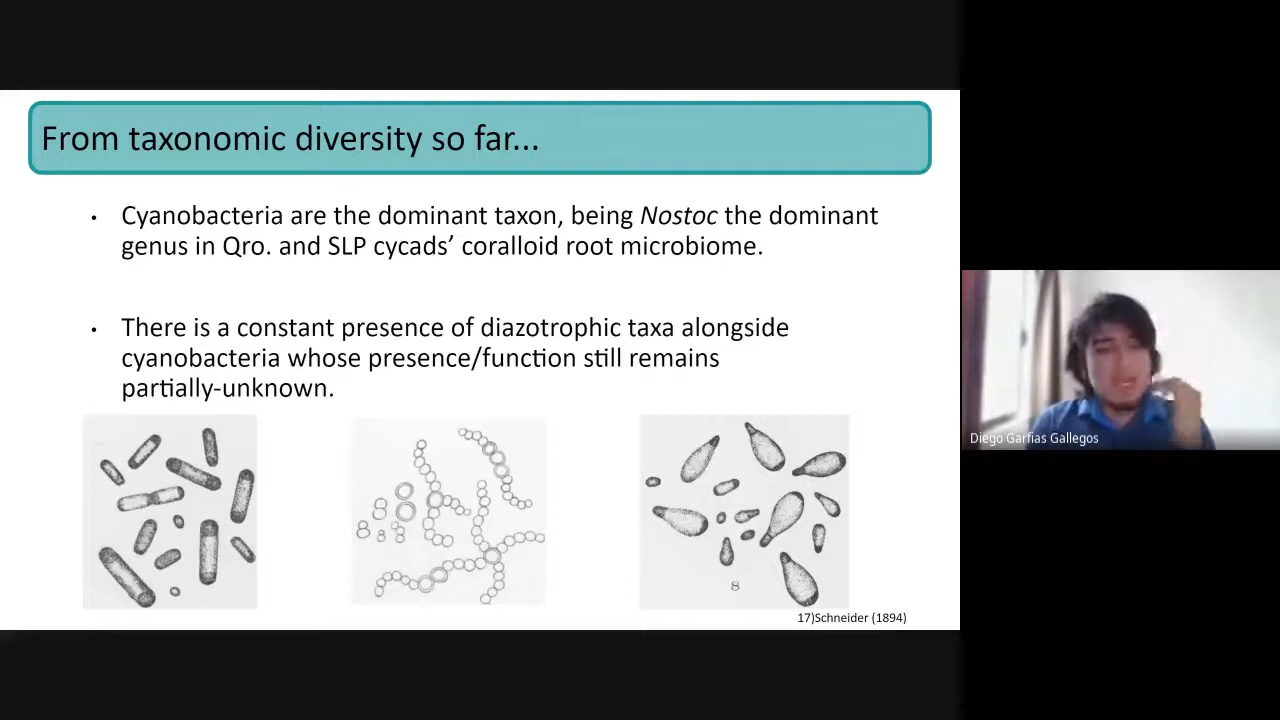 From taxonomic diversity so far...
• Cyanobacteria are the dominant taxon, being Nostoc the dominant
genus in Qro. and SLP cycads’ coralloid root microbiome.
• There is a constant presence of diazotrophic taxa alongside
cyanobacteria whose presence/function still remains
partially-unknown.
17)Schneider (1894)
Diego Garfias Gallegos